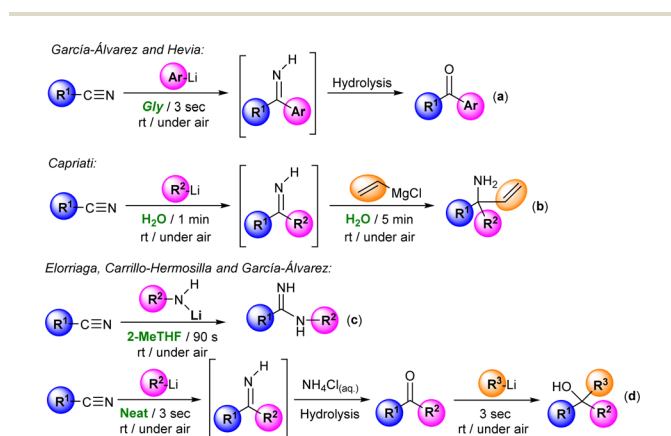 García-Álvarez and Hevia:
R¹-C≡N
Ar-Li
Gly / 3 sec
rt / under air
N-H
R¹ Ar
Hydrolysis
O
R¹ Ar
(a)
Capriati:
R¹-C≡N
R²-Li
H₂O / 1 min
rt / under air
N-H
R¹ R²
MgCl
H₂O / 5 min
rt / under air
NH₂
R¹ R²
(b)
Elorriaga, Carrillo-Hermosilla and García-Álvarez:
R¹-C≡N
R²-N-H
Li
2-MeTHF / 90 s
rt / under air
NH
R¹ N-R²
H
(c)
R¹-C≡N
R²-Li
Neat / 3 sec
rt / under air
N-H
R¹ R²
NH₄Cl(aq.)
Hydrolysis
O
R¹ R²
R³-Li
3 sec
rt / under air
HO R³
R¹ R²
(d)